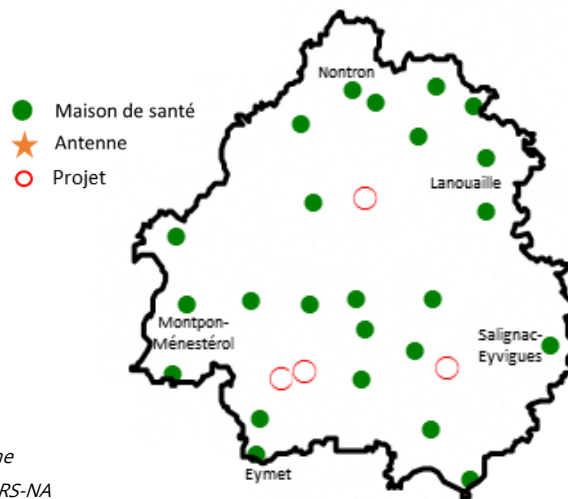 Nontron
Maison de santé
Antenne
Projet
Lanouaille
Montpon-
Ménestérol
Salignac-
Eyvigues
Eymet